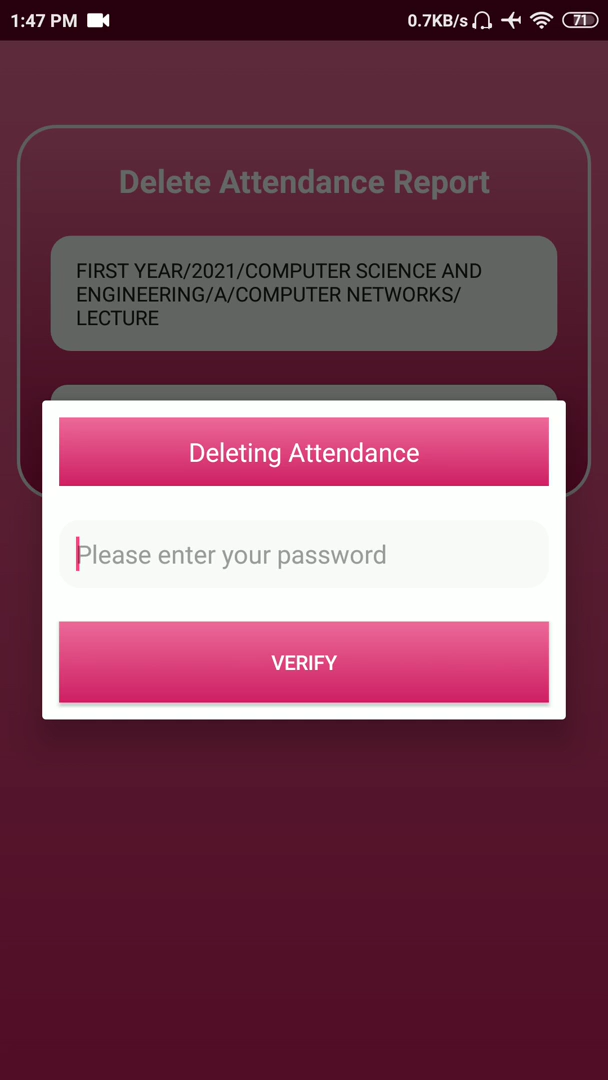 1:47 PM 0.7KB/s 71
Delete Attendance Report
FIRST YEAR/2021/COMPUTER SCIENCE AND
ENGINEERING/A/COMPUTER NETWORKS/
LECTURE
Deleting Attendance
Please enter your password
VERIFY